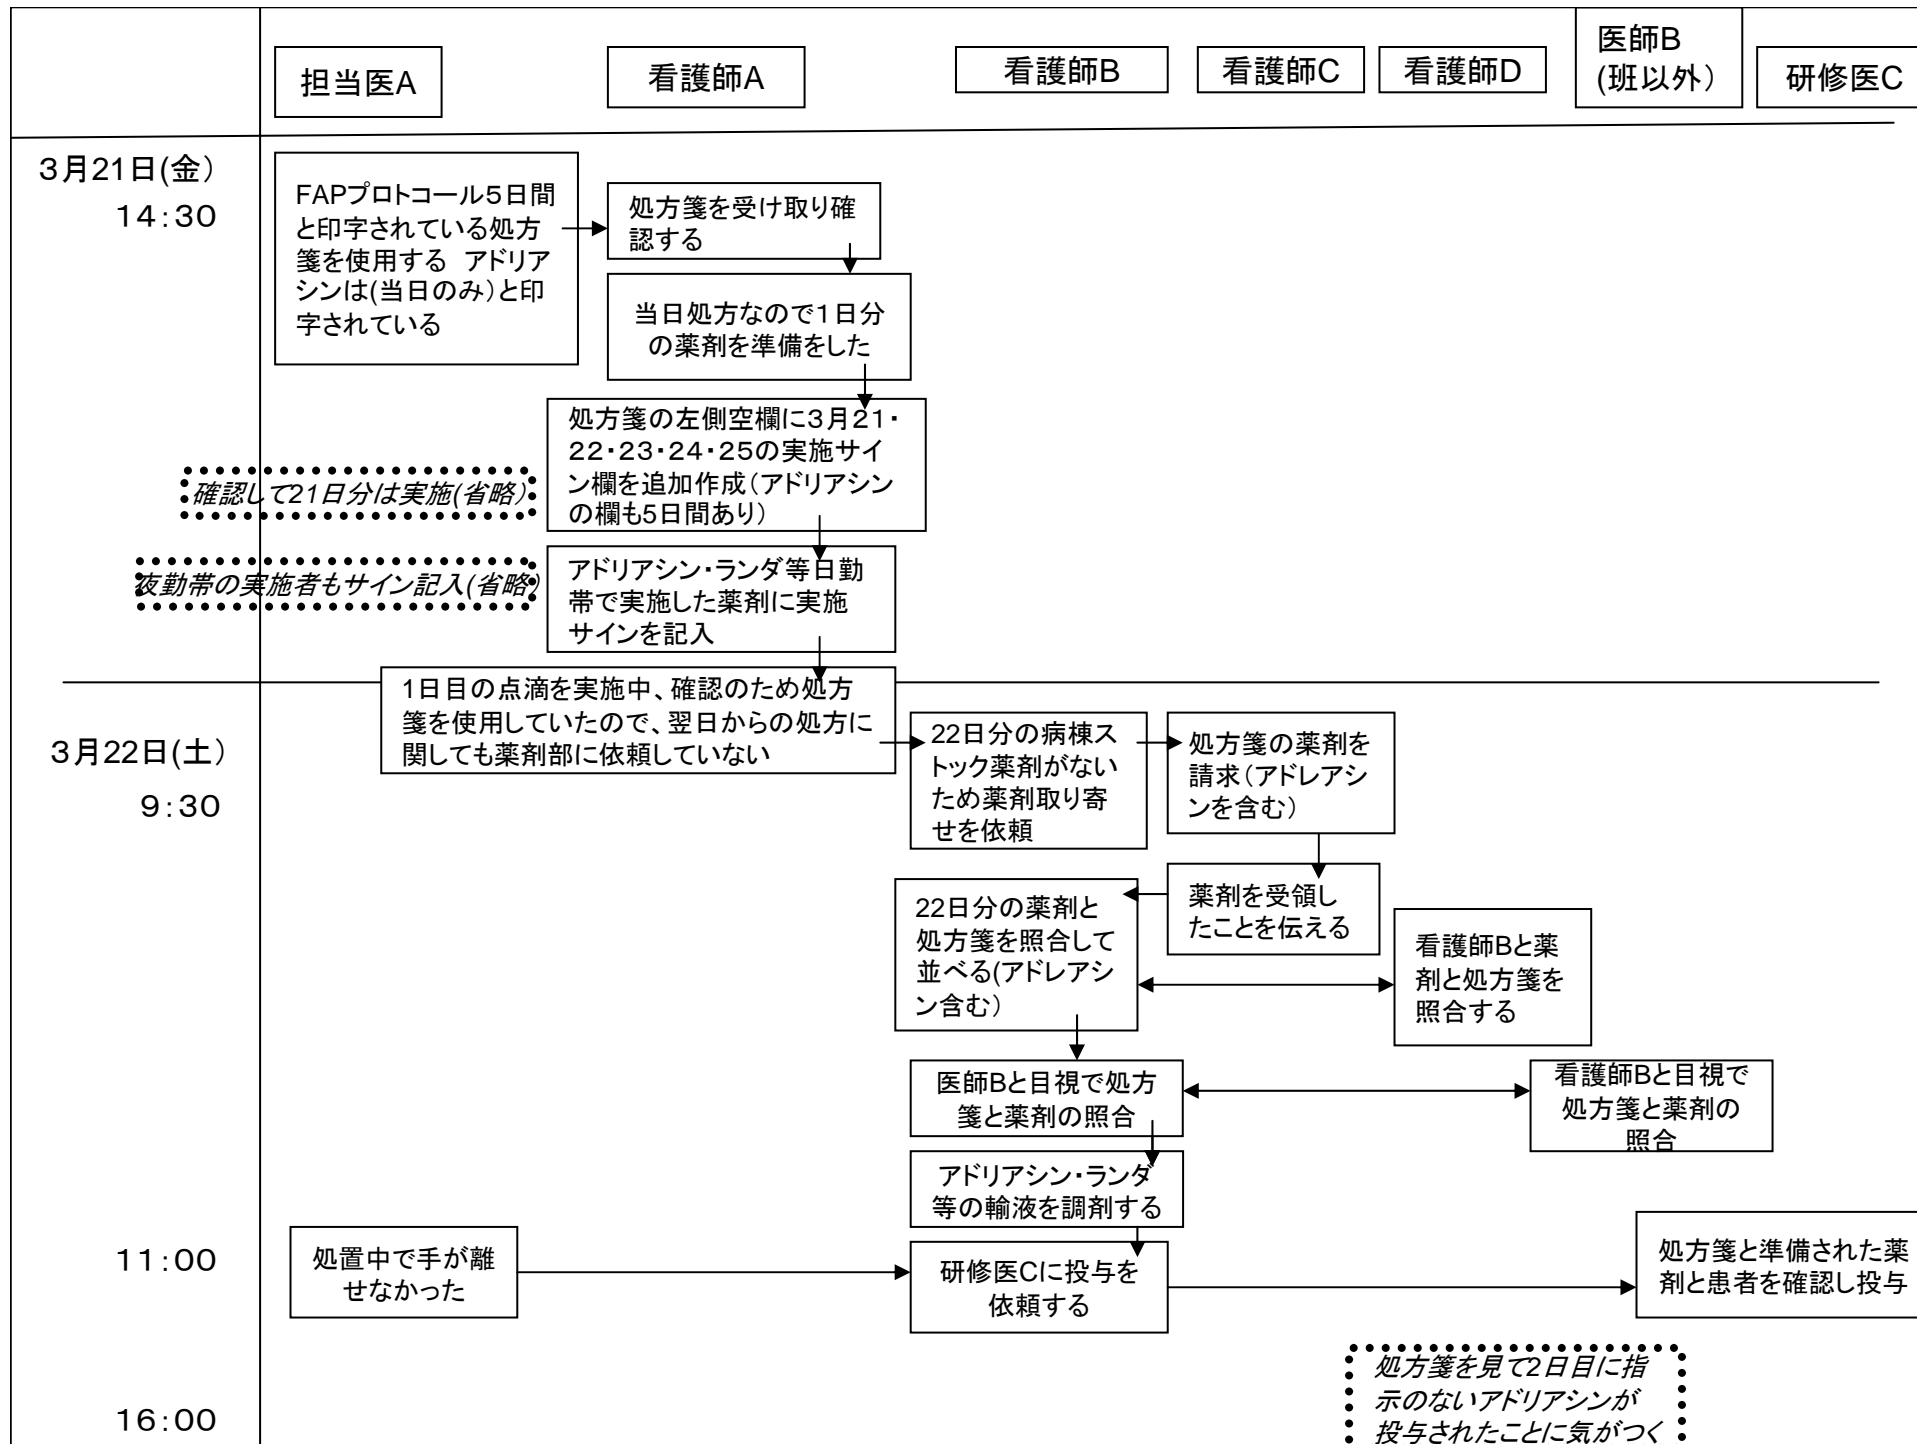 担当医A
看護師A
看護師B
看護師C
看護師D
医師B
(班以外)
研修医C
3月21日(金)
14:30
FAPプロトコール5日間
と印字されている処方
箋を使用する アドリア
シンは(当日のみ)と印
字されている
処方箋を受け取り確
認する
当日処方なので1日分
の薬剤を準備をした
処方箋の左側空欄に3月21・
22・23・24・25の実施サイ
ン欄を追加作成(アドリアシン
の欄も5日間あり)
確認して21日分は実施(省略)
アドリアシン・ランダ等日勤
帯で実施した薬剤に実施
サインを記入
夜勤帯の実施者もサイン記入(省略)
1日目の点滴を実施中、確認のため処方
箋を使用していたので、翌日からの処方に
関しても薬剤部に依頼していない
3月22日(土)
9:30
22日分の病棟ス
トック薬剤がない
ため薬剤取り寄
せを依頼
処方箋の薬剤を
請求(アドレアシ
ンを含む)
薬剤を受領し
たことを伝える
22日分の薬剤と
処方箋を照合して
並べる(アドレアシ
ン含む)
看護師Bと薬
剤と処方箋を
照合する
医師Bと目視で処方
箋と薬剤の照合
看護師Bと目視で
処方箋と薬剤の
照合
アドリアシン・ランダ
等の輸液を調剤する
11:00
処置中で手が離
せなかった
研修医Cに投与を
依頼する
処方箋と準備された薬
剤と患者を確認し投与
16:00
処方箋を見て2日目に指
示のないアドリアシンが
投与されたことに気がつく